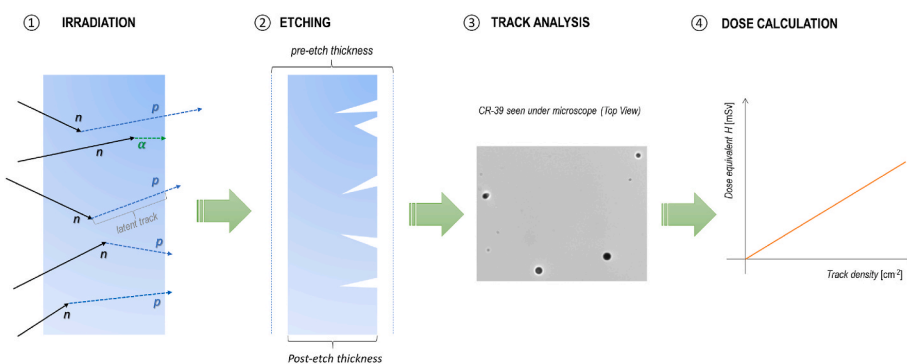 ① IRRADIATION
② ETCHING
③ TRACK ANALYSIS
④ DOSE CALCULATION
pre-etch thickness
CR-39 seen under microscope (Top View)
n
p
n
α
n
p
latent track
n
p
n
p
Post-etch thickness
Dose equivalent H [mSv]
Track density [cm⁻²]